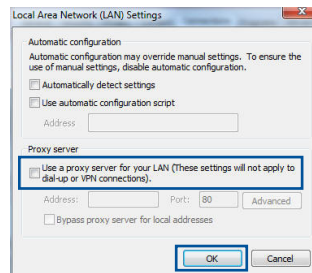 Local Area Network (LAN) Settings
Automatic configuration
Automatic configuration may override manual settings. To ensure the
use of manual settings, disable automatic configuration.
Automatically detect settings
Use automatic configuration script
Address
Proxy server
Use a proxy server for your LAN (These settings will not apply to
dial-up or VPN connections).
Address: Port: 80 Advanced
Bypass proxy server for local addresses
OK Cancel